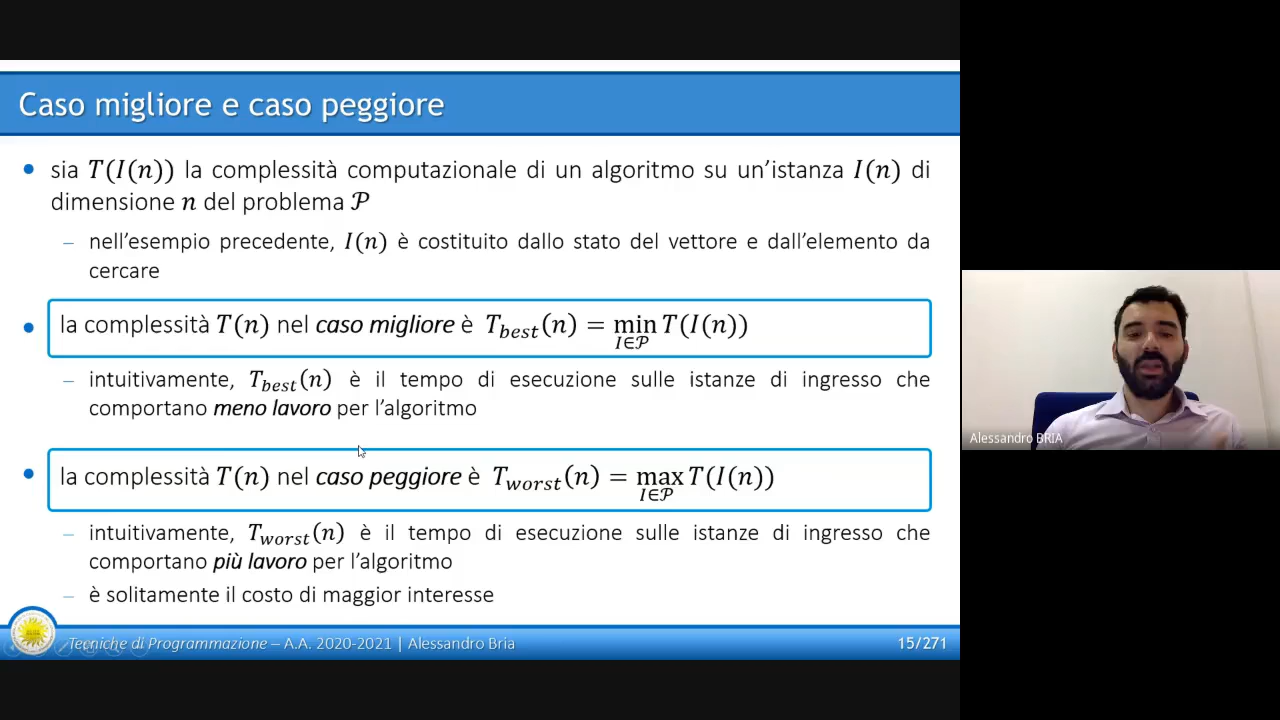 Caso migliore e caso peggiore
• sia T(I(n)) la complessità computazionale di un algoritmo su un'istanza I(n) di
dimensione n del problema 𝒫
– nell'esempio precedente, I(n) è costituito dallo stato del vettore e dall'elemento da
cercare
• la complessità T(n) nel caso migliore è T_best(n) = min_{I∈𝒫} T(I(n))
– intuitivamente, T_best(n) è il tempo di esecuzione sulle istanze di ingresso che
comportano meno lavoro per l'algoritmo
• la complessità T(n) nel caso peggiore è T_worst(n) = max_{I∈𝒫} T(I(n))
– intuitivamente, T_worst(n) è il tempo di esecuzione sulle istanze di ingresso che
comportano più lavoro per l'algoritmo
– è solitamente il costo di maggior interesse
Tecniche di Programmazione – A.A. 2020-2021 | Alessandro Bria
15/271
Alessandro BRIA